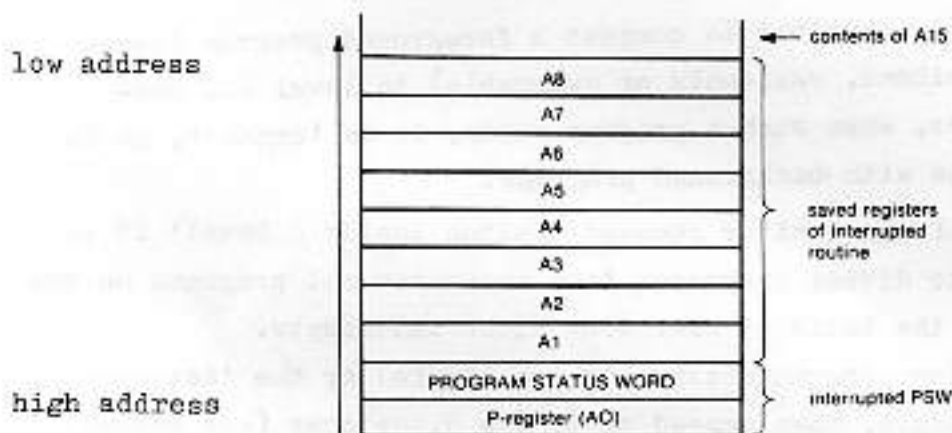 contents of A15
low address
A8
A7
A6
A5
A4
A3
A2
A1
saved registers
of interrupted
routine
PROGRAM STATUS WORD
P-register (AO)
interrupted PSW
high address